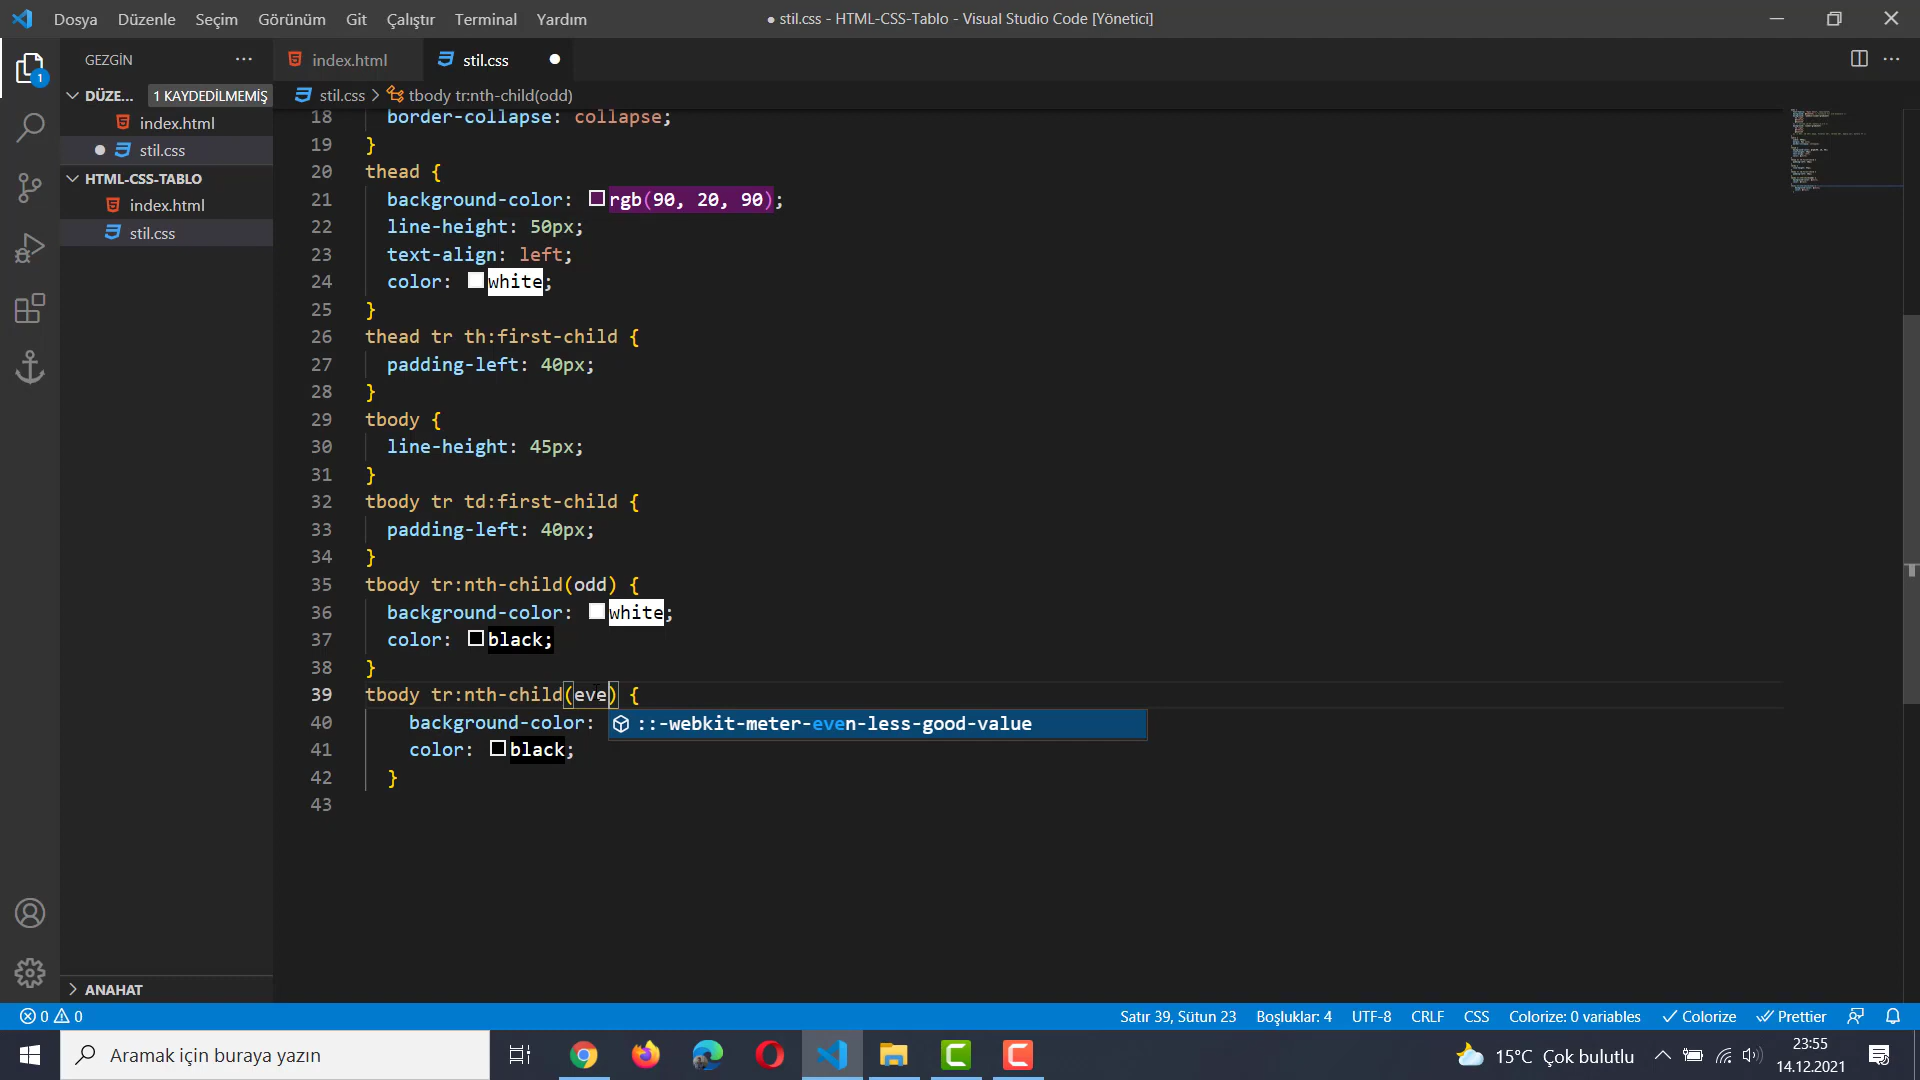 Dosya Düzenle Seçim Görünüm Git Çalıştır Terminal Yardım
● stil.css - HTML-CSS-Tablo - Visual Studio Code [Yönetici]
GEZGİN ···
index.html
stil.css
DÜZE... 1 KAYDEDİLMEMİŞ
index.html
stil.css
HTML-CSS-TABLO
index.html
stil.css
ANAHAT
1
stil.css > tbody tr:nth-child(odd)
18 border-collapse: collapse;
19 }
20 thead {
21 background-color: rgb(90, 20, 90);
22 line-height: 50px;
23 text-align: left;
24 color: white;
25 }
26 thead tr th:first-child {
27 padding-left: 40px;
28 }
29 tbody {
30 line-height: 45px;
31 }
32 tbody tr td:first-child {
33 padding-left: 40px;
34 }
35 tbody tr:nth-child(odd) {
36 background-color: white;
37 color: black;
38 }
39 tbody tr:nth-child(eve) {
40 background-color: ::-webkit-meter-even-less-good-value
41 color: black;
42 }
43
0 0 Satır 39, Sütun 23 Boşluklar: 4 UTF-8 CRLF CSS Colorize: 0 variables Colorize Prettier
Aramak için buraya yazın
15°C Çok bulutlu
23:55
14.12.2021